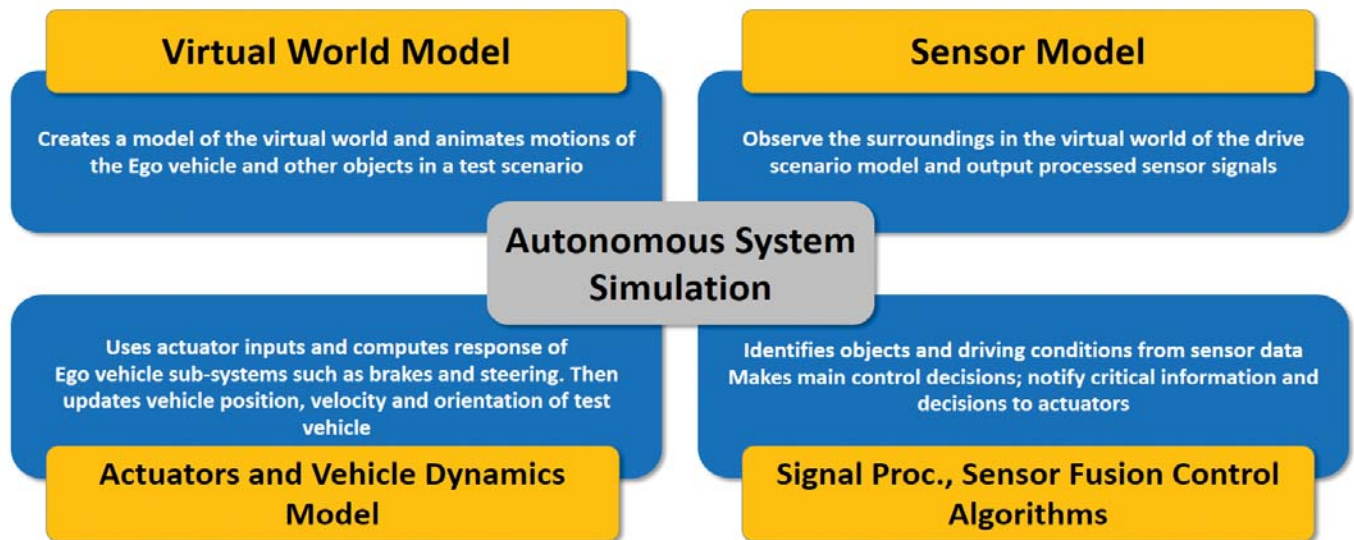 Virtual World Model
Creates a model of the virtual world and animates motions of
the Ego vehicle and other objects in a test scenario
Sensor Model
Observe the surroundings in the virtual world of the drive
scenario model and output processed sensor signals
Autonomous System
Simulation
Uses actuator inputs and computes response of
Ego vehicle sub-systems such as brakes and steering. Then
updates vehicle position, velocity and orientation of test
vehicle
Actuators and Vehicle Dynamics
Model
Identifies objects and driving conditions from sensor data
Makes main control decisions; notify critical information and
decisions to actuators
Signal Proc., Sensor Fusion Control
Algorithms